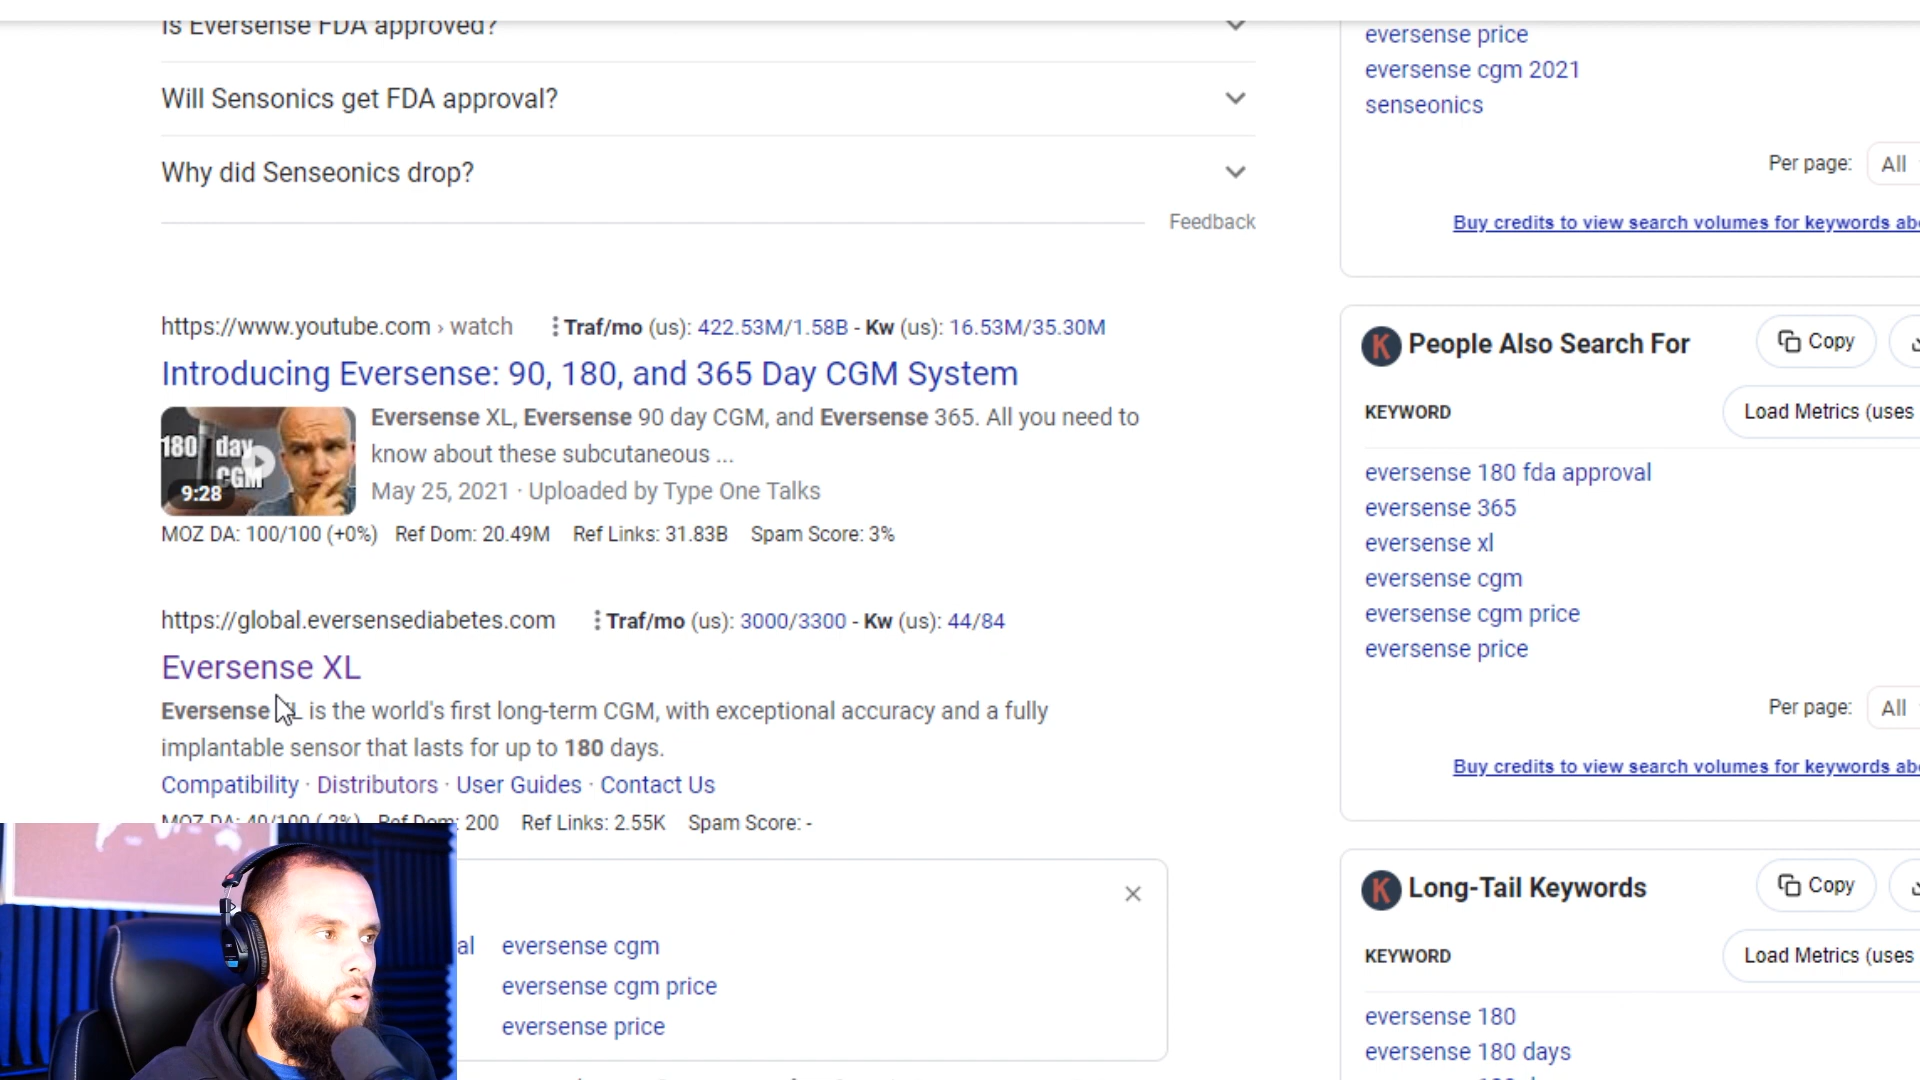 Is Eversense FDA approved?
Will Sensonics get FDA approval?
Why did Senseonics drop?
Feedback
https://www.youtube.com › watch
Traf/mo (us): 422.53M/1.58B - Kw (us): 16.53M/35.30M
Introducing Eversense: 90, 180, and 365 Day CGM System
180 day CGM
9:28
Eversense XL, Eversense 90 day CGM, and Eversense 365. All you need to
know about these subcutaneous ...
May 25, 2021 · Uploaded by Type One Talks
MOZ DA: 100/100 (+0%) Ref Dom: 20.49M Ref Links: 31.83B Spam Score: 3%
https://global.eversensediabetes.com
Traf/mo (us): 3000/3300 - Kw (us): 44/84
Eversense XL
Eversense XL is the world's first long-term CGM, with exceptional accuracy and a fully
implantable sensor that lasts for up to 180 days.
Compatibility · Distributors · User Guides · Contact Us
MOZ DA: 40/100 (-2%) Ref Dom: 200 Ref Links: 2.55K Spam Score: -
al
eversense cgm
eversense cgm price
eversense price
eversense price
eversense cgm 2021
senseonics
Per page: All
Buy credits to view search volumes for keywords
People Also Search For
Copy
KEYWORD
Load Metrics (uses
eversense 180 fda approval
eversense 365
eversense xl
eversense cgm
eversense cgm price
eversense price
Per page: All
Buy credits to view search volumes for keywords
Long-Tail Keywords
Copy
KEYWORD
Load Metrics (uses
eversense 180
eversense 180 days